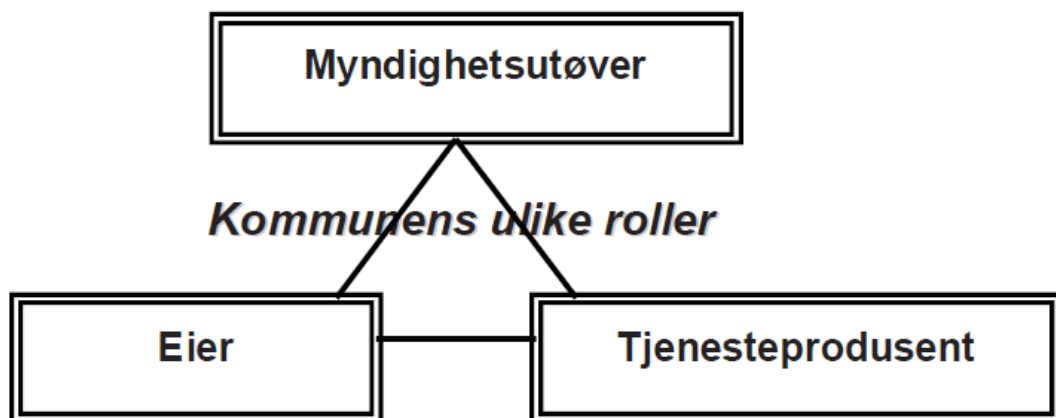 Myndighetsutøver
Kommunens ulike roller
Eier
Tjenesteprodusent